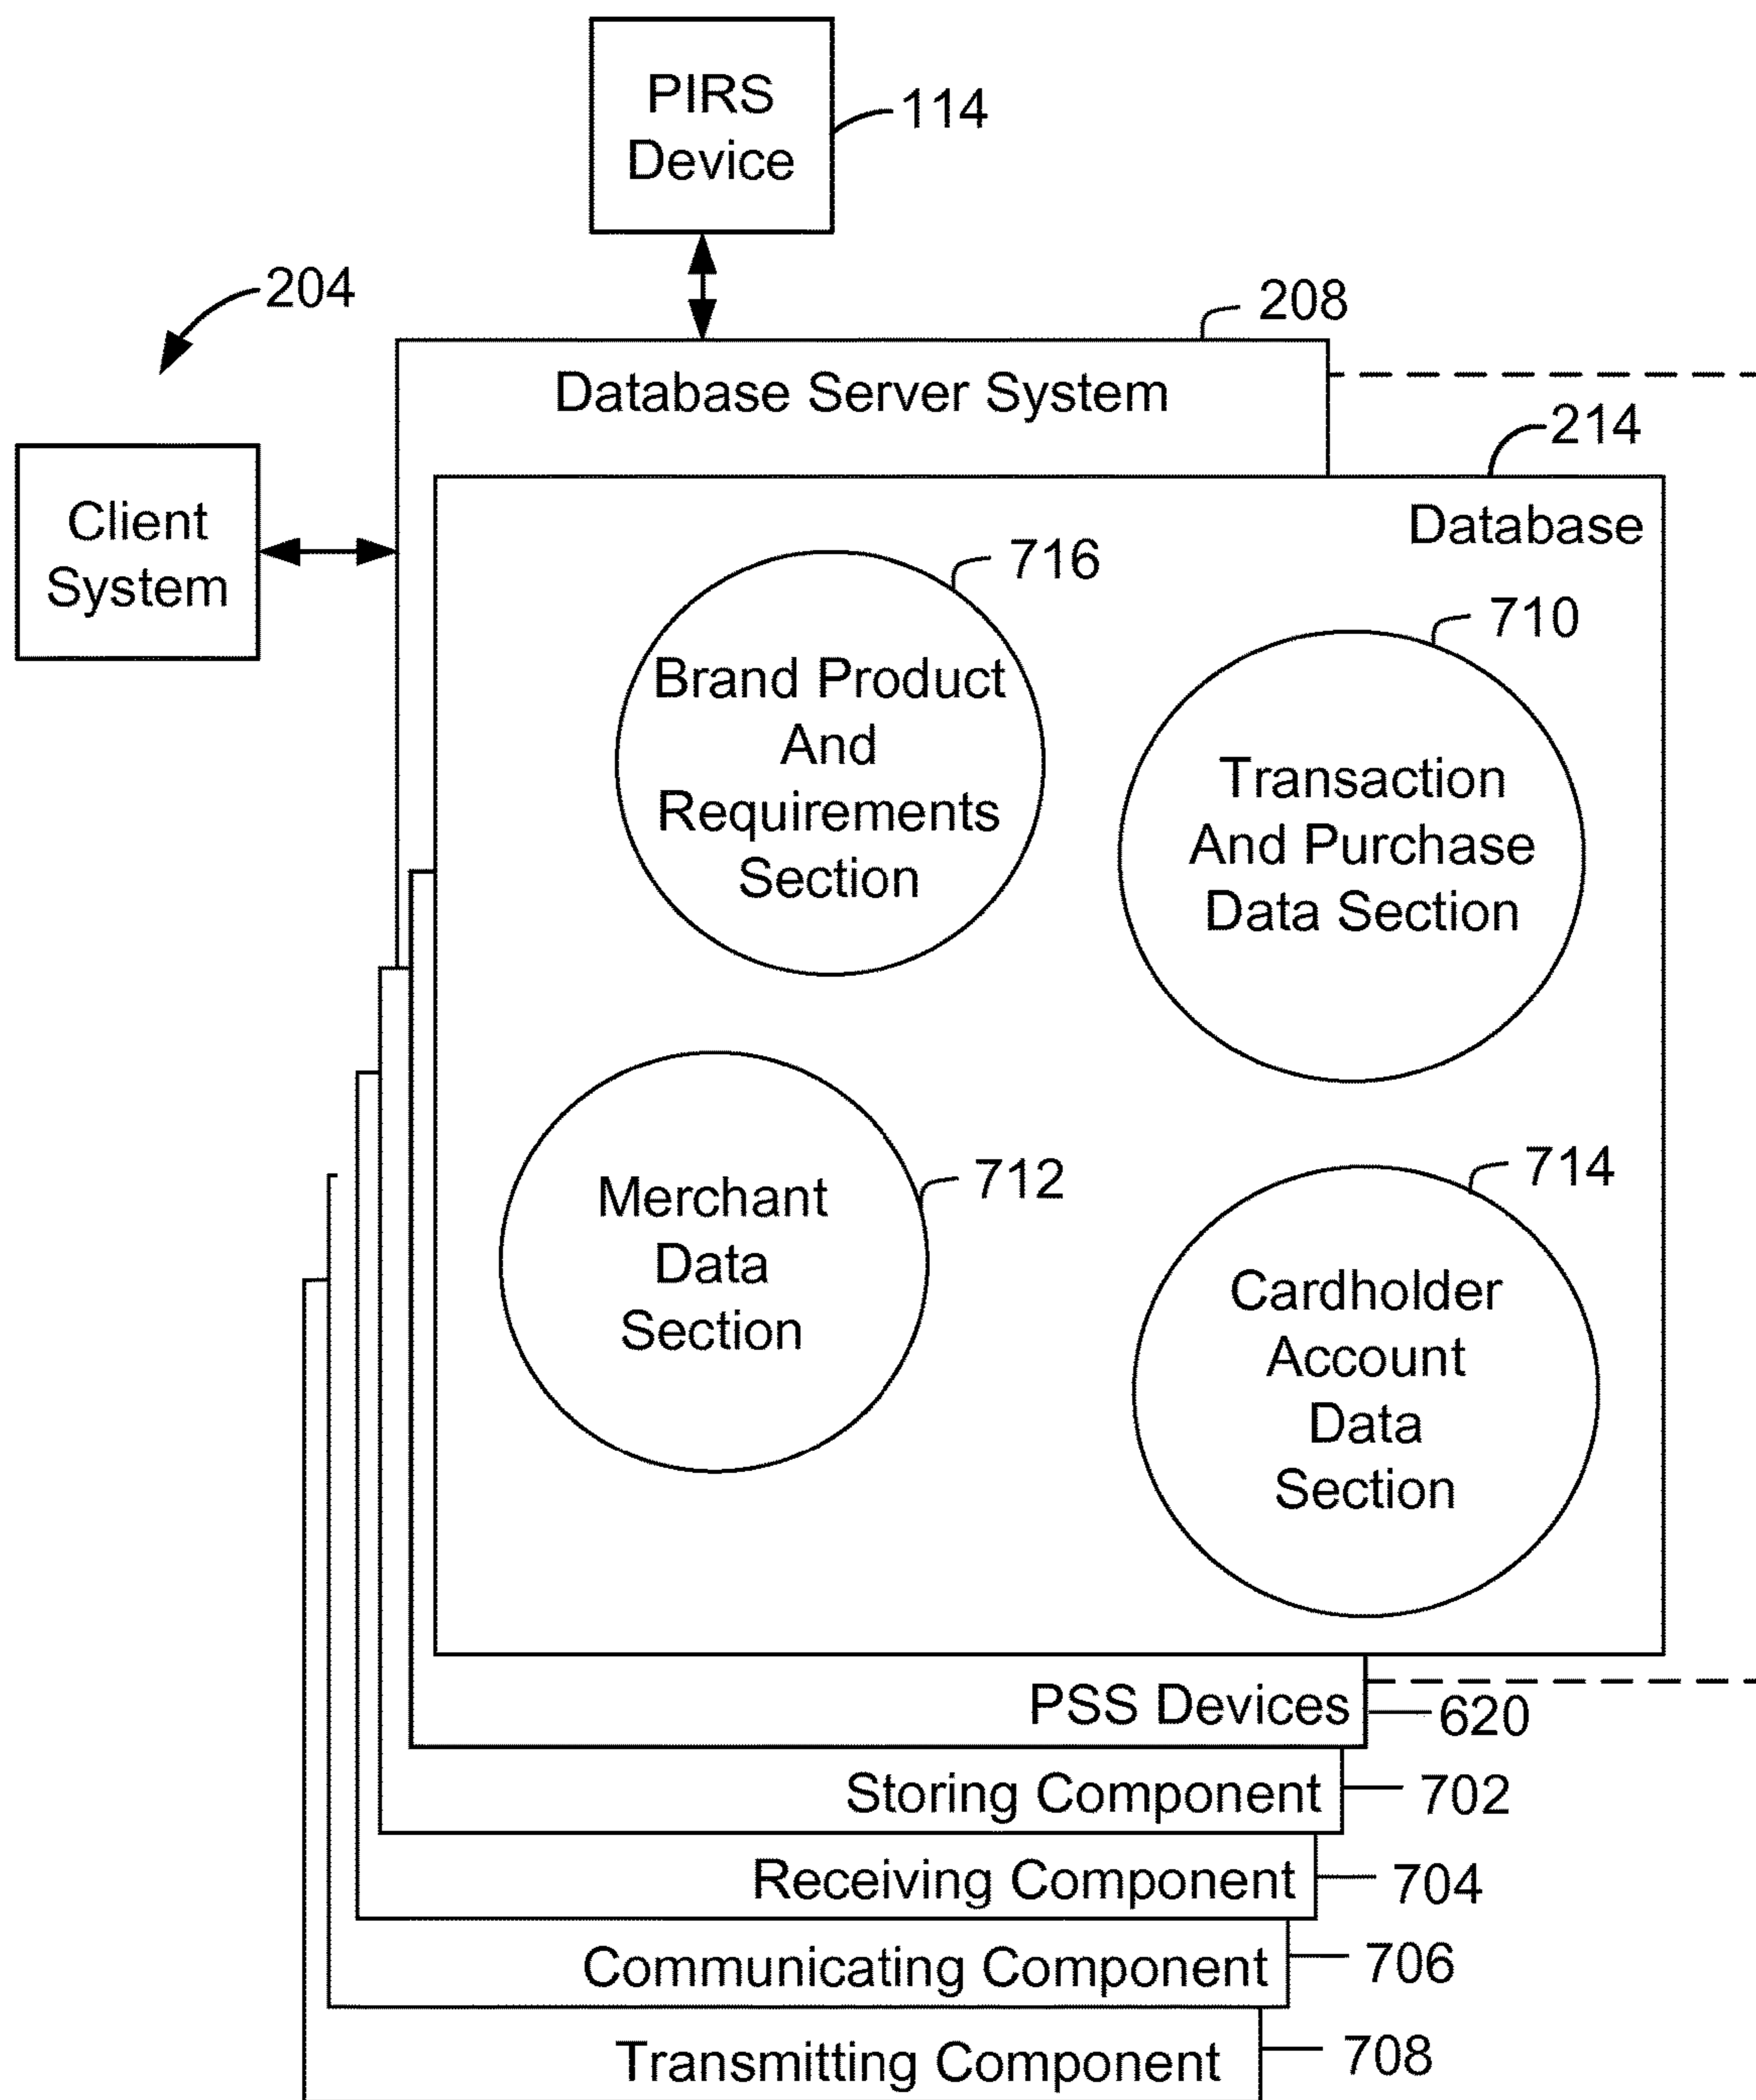 PIRS
Device
114
204
208
Database Server System
214
Client
System
Database
716
710
Brand Product
And
Requirements
Section
Transaction
And Purchase
Data Section
712
714
Merchant
Data
Section
Cardholder
Account
Data
Section
PSS Devices
620
Storing Component
702
Receiving Component
704
Communicating Component
706
Transmitting Component
708